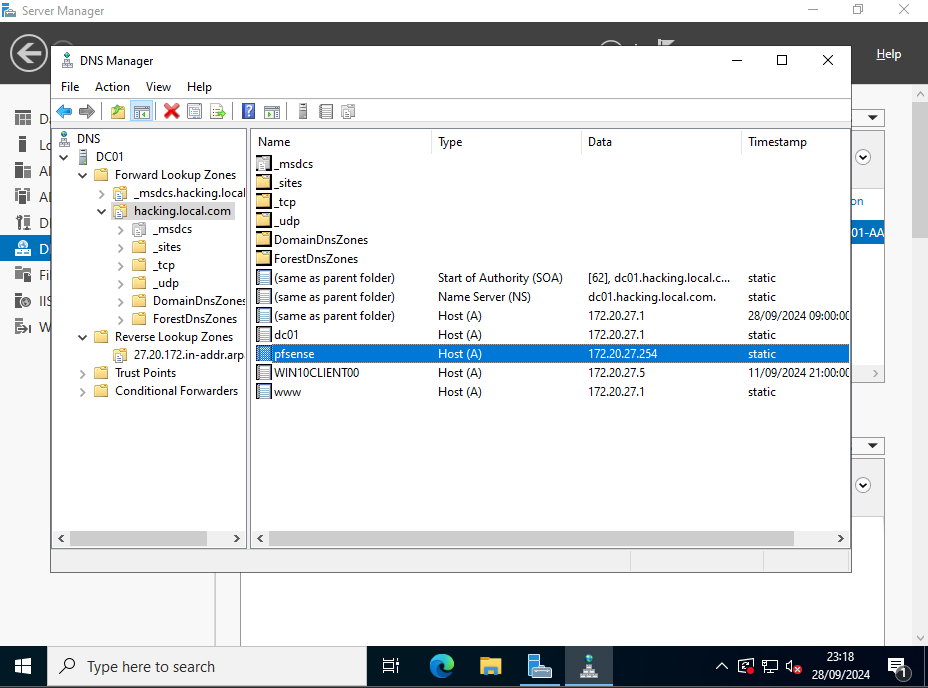 Server Manager
Help
DNS Manager
File Action View Help
DNS
DC01
Forward Lookup Zones
_msdcs.hacking.local
hacking.local.com
_msdcs
_sites
_tcp
_udp
DomainDnsZones
ForestDnsZones
Reverse Lookup Zones
27.20.172.in-addr.arp
Trust Points
Conditional Forwarders
Name Type Data Timestamp
_msdcs
_sites
_tcp
_udp
DomainDnsZones
ForestDnsZones
(same as parent folder) Start of Authority (SOA) [62], dc01.hacking.local.c... static
(same as parent folder) Name Server (NS) dc01.hacking.local.com. static
(same as parent folder) Host (A) 172.20.27.1 28/09/2024 09:00:00
dc01 Host (A) 172.20.27.1 static
pfsense Host (A) 172.20.27.254 static
WIN10CLIENT00 Host (A) 172.20.27.5 11/09/2024 21:00:00
www Host (A) 172.20.27.1 static
D
Lo
Al
Al
D
D
Fi
IIS
W
on
01-AA
Type here to search
23:18
28/09/2024
1